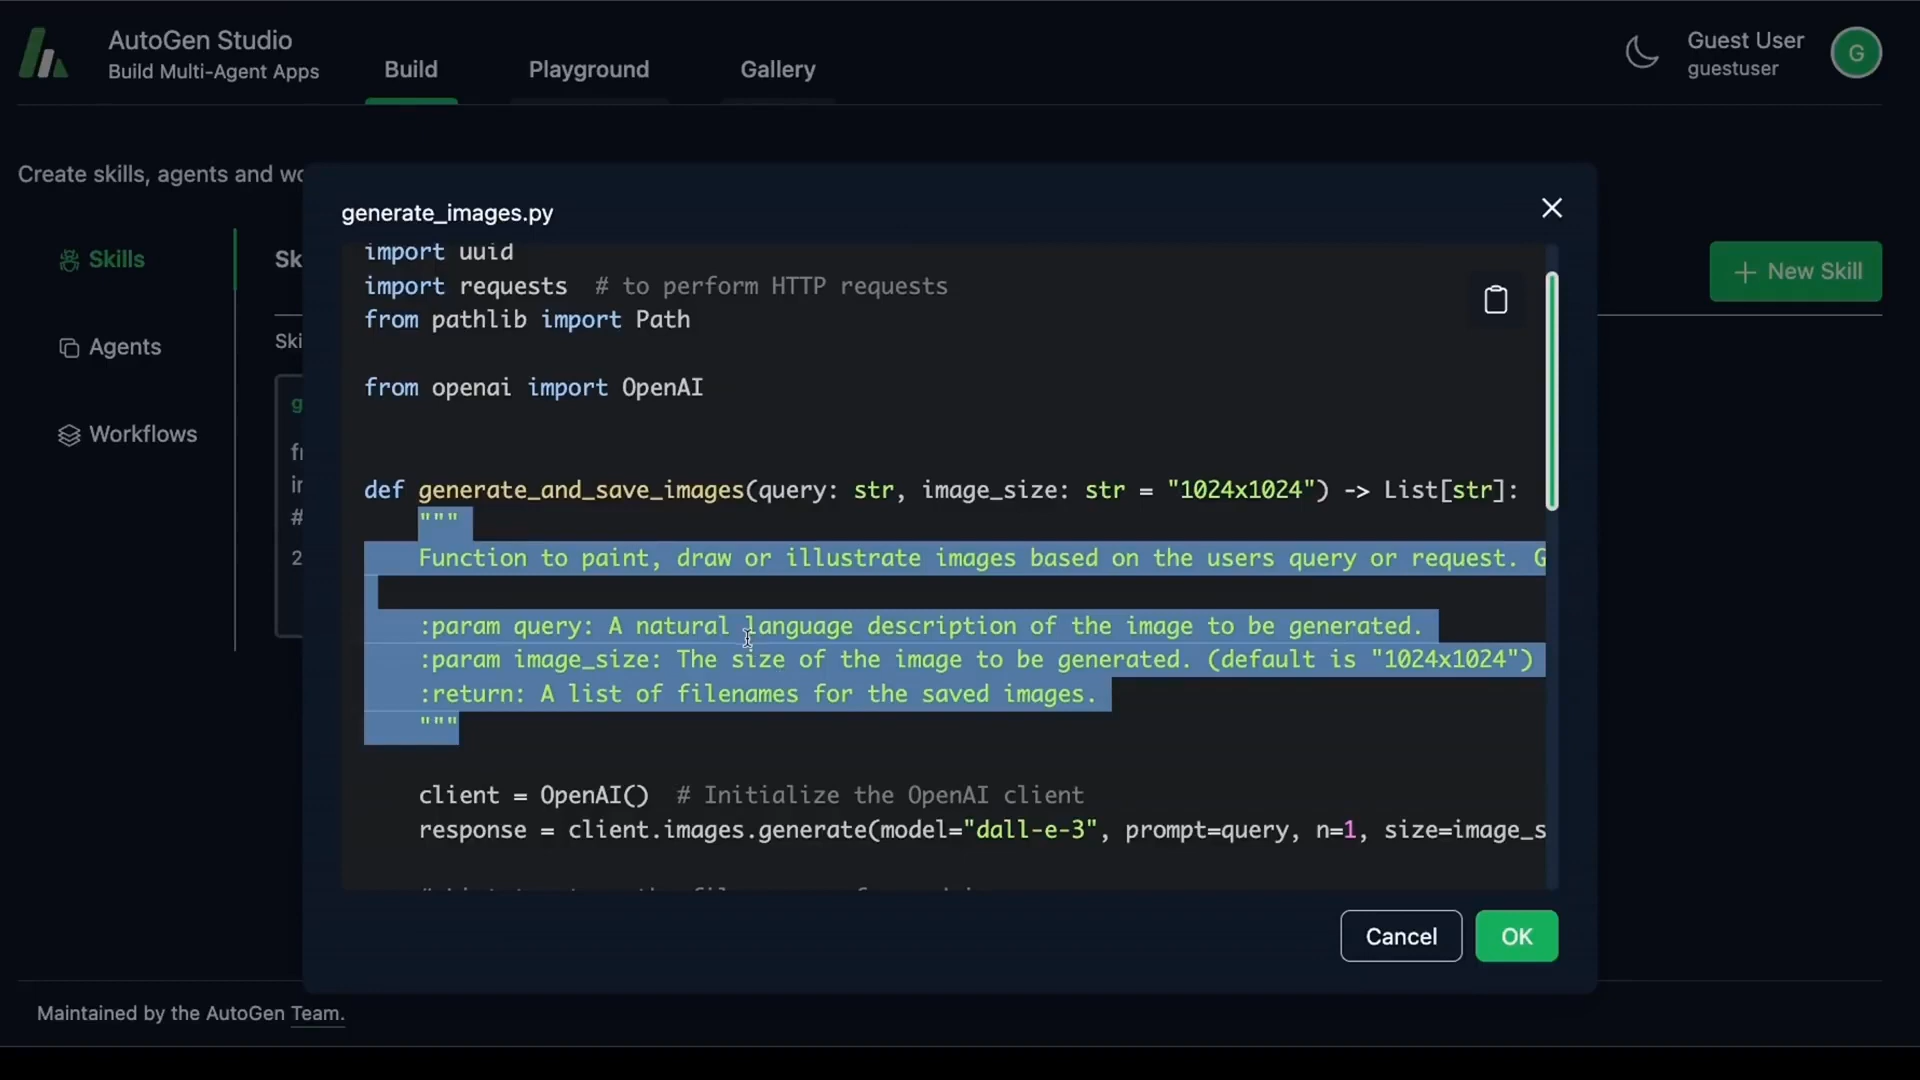 AutoGen Studio
Build Multi-Agent Apps
Build
Playground
Gallery
Guest User
guestuser
G
Create skills, agents and wo
Skills
Agents
Workflows
Sk
Ski
g
fr
in
#
2
+ New Skill
generate_images.py
import uuid
import requests  # to perform HTTP requests
from pathlib import Path
from openai import OpenAI
def generate_and_save_images(query: str, image_size: str = "1024x1024") -> List[str]:
    """
    Function to paint, draw or illustrate images based on the users query or request. G
    :param query: A natural language description of the image to be generated.
    :param image_size: The size of the image to be generated. (default is "1024x1024")
    :return: A list of filenames for the saved images.
    """
    client = OpenAI()  # Initialize the OpenAI client
    response = client.images.generate(model="dall-e-3", prompt=query, n=1, size=image_s
Cancel
OK
Maintained by the AutoGen Team.